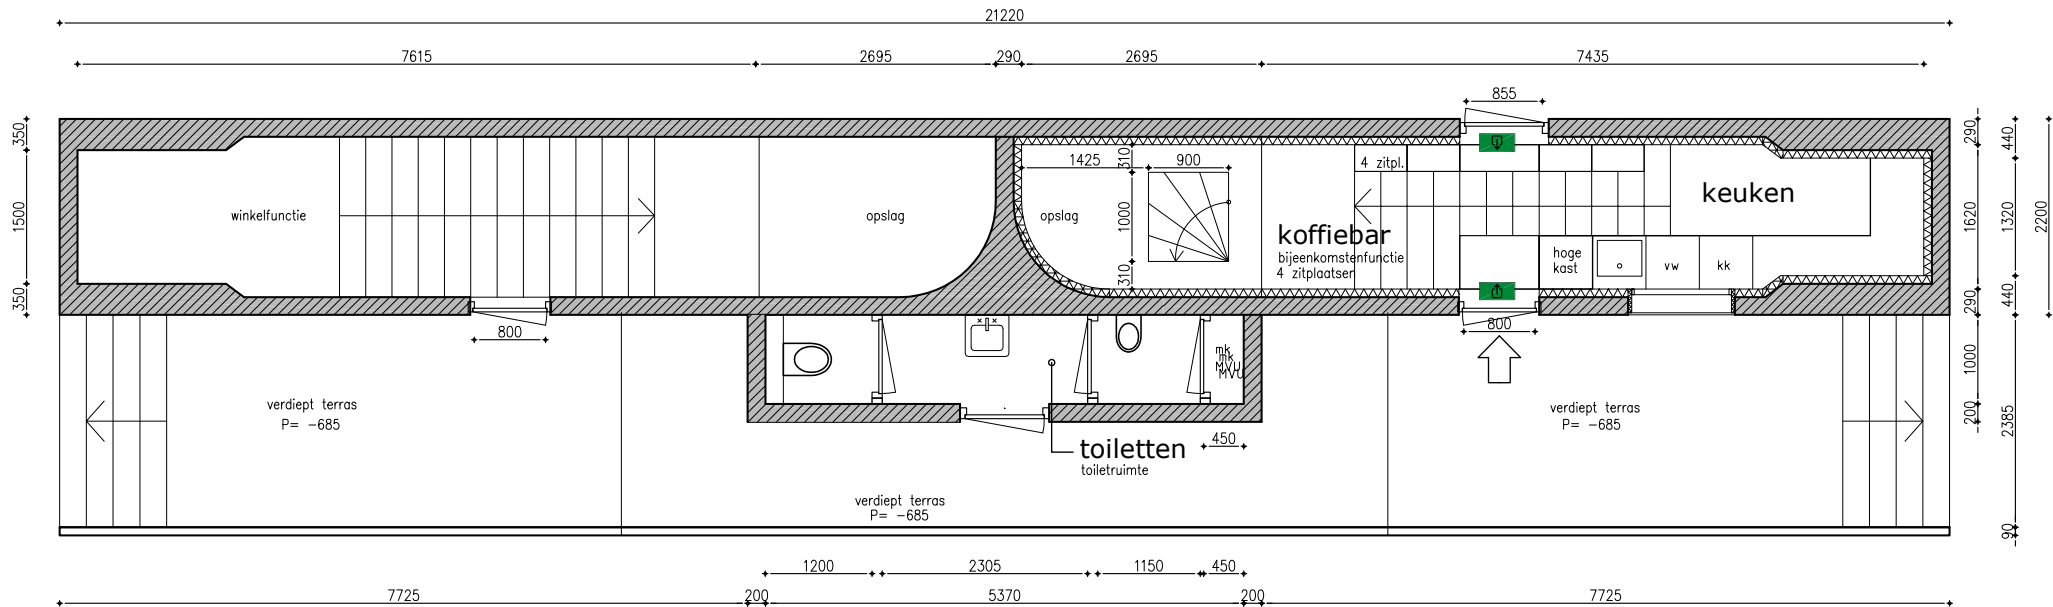 21220
7615
2695
290
2695
7435
855
350
1500
350
290
1620
290
1000
200
440
1320
440
2385
90
2200
1425
310
900
1000
310
4 zitpl.
keuken
winkelfunctie
opslag
opslag
koffiebar
bijeenkomstenfunctie
4 zitplaatsen
hoge
kast
vw
kk
800
800
mk
mk
MVU
MVU
verdiept terras
P= -685
verdiept terras
P= -685
450
toiletten
toiletruimte
verdiept terras
P= -685
1200
2305
1150
450
7725
200
5370
200
7725